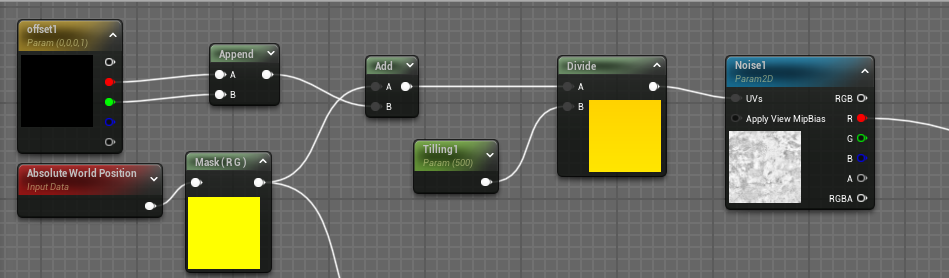 offset1
Param (0,0,0,1)
Append
A
B
Absolute World Position
Input Data
Mask ( R G )
Add
A
B
Tilling1
Param (500)
Divide
A
B
Noise1
Param2D
UVs
RGB
Apply View MipBias
R
G
B
A
RGBA